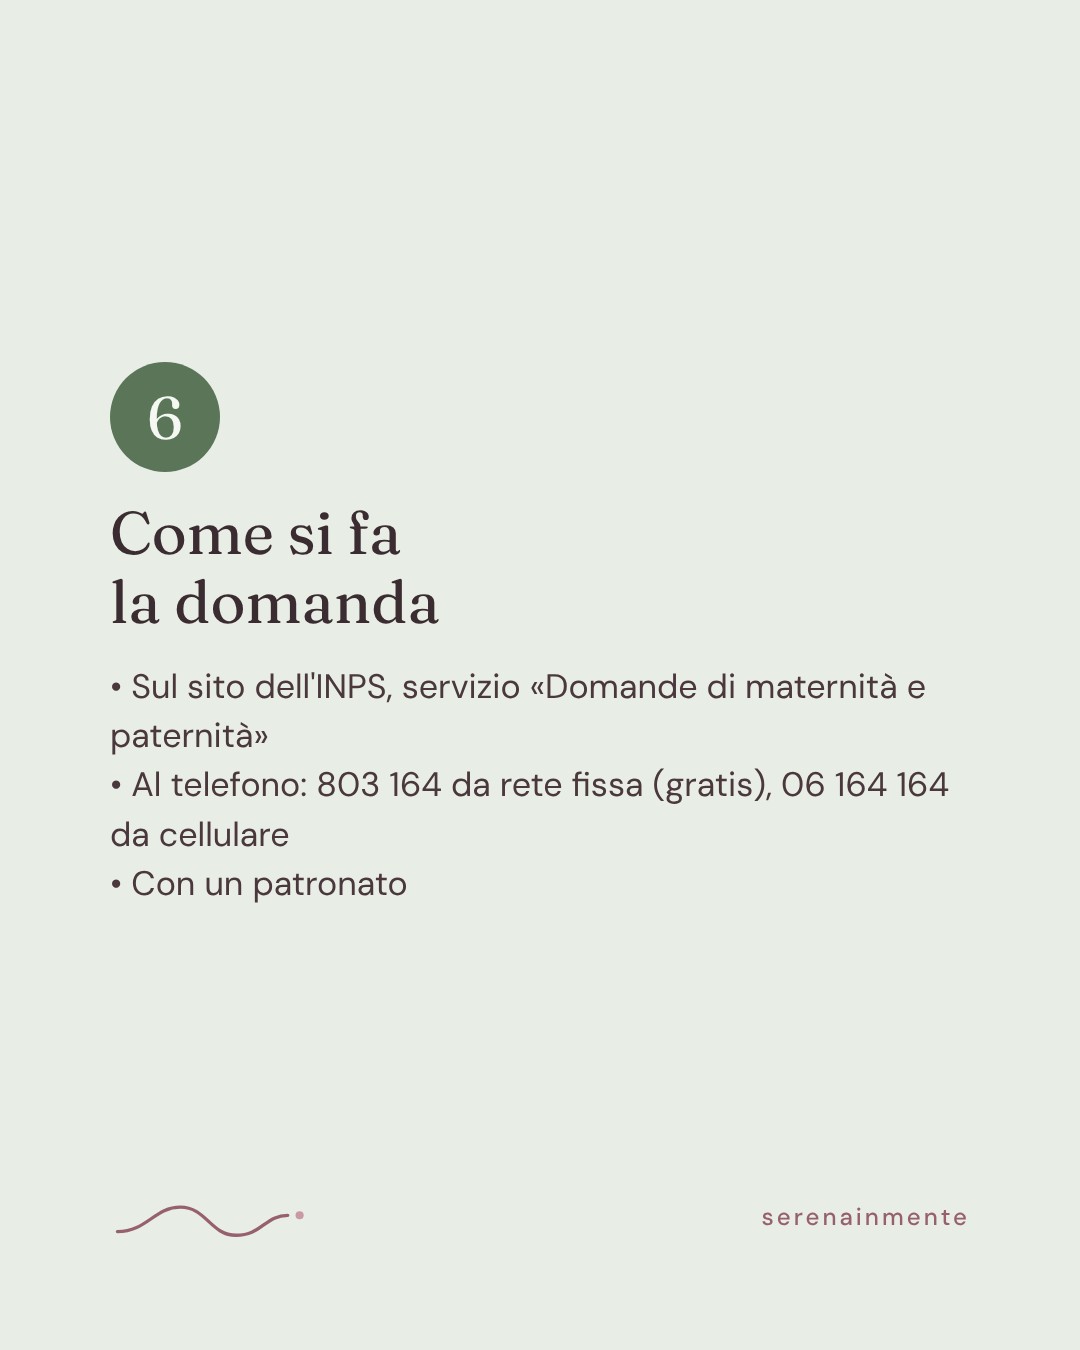 6
Come si fa
la domanda
• Sul sito dell'INPS, servizio «Domande di maternità e
paternità»
• Al telefono: 803 164 da rete fissa (gratis), 06 164 164
da cellulare
• Con un patronato
serenainmente